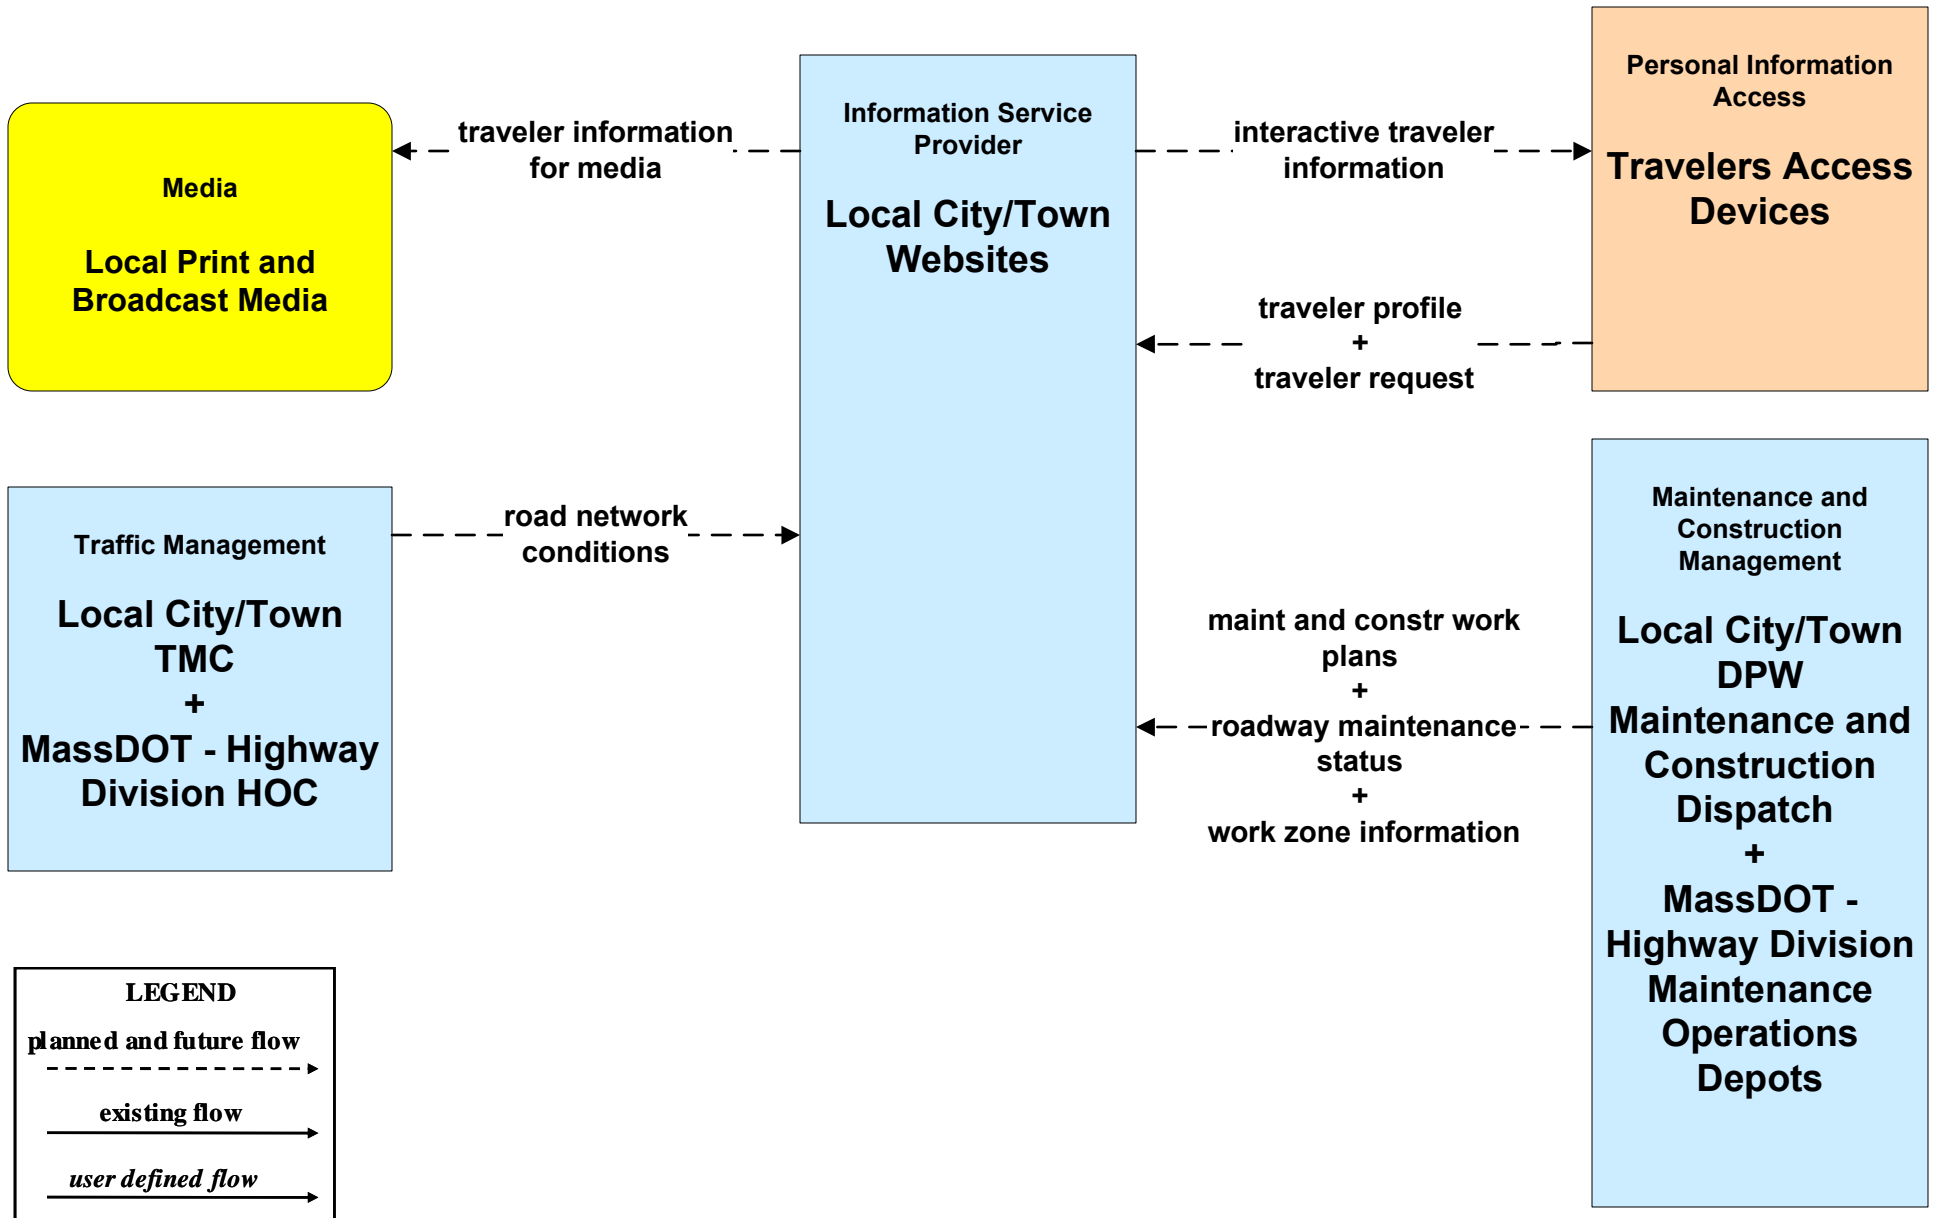 Media
Local Print and
Broadcast Media
traveler information
for media
Information Service
Provider
Local City/Town
Websites
interactive traveler
information
Personal Information
Access
Travelers Access
Devices
traveler profile
+
traveler request
Traffic Management
Local City/Town
TMC
+
MassDOT - Highway
Division HOC
road network
conditions
maint and constr work
plans
+
roadway maintenance
status
+
work zone information
Maintenance and
Construction
Management
Local City/Town
DPW
Maintenance and
Construction
Dispatch
+
MassDOT -
Highway Division
Maintenance
Operations
Depots
LEGEND
planned and future flow
existing flow
user defined flow